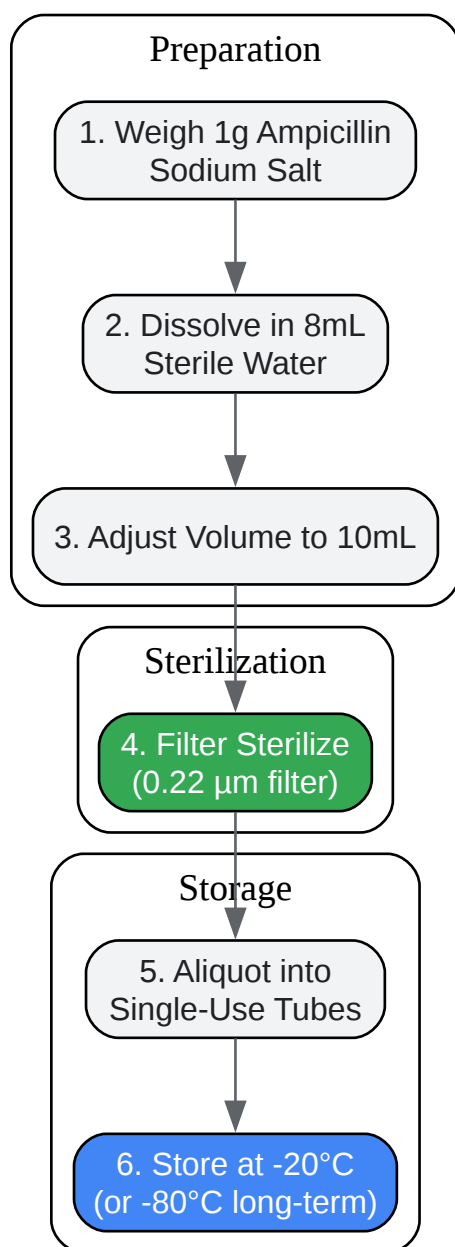 Preparation
1. Weigh 1g Ampicillin
Sodium Salt
2. Dissolve in 8mL
Sterile Water
3. Adjust Volume to 10mL
Sterilization
4. Filter Sterilize
(0.22 µm filter)
Storage
5. Aliquot into
Single-Use Tubes
6. Store at -20°C
(or -80°C long-term)